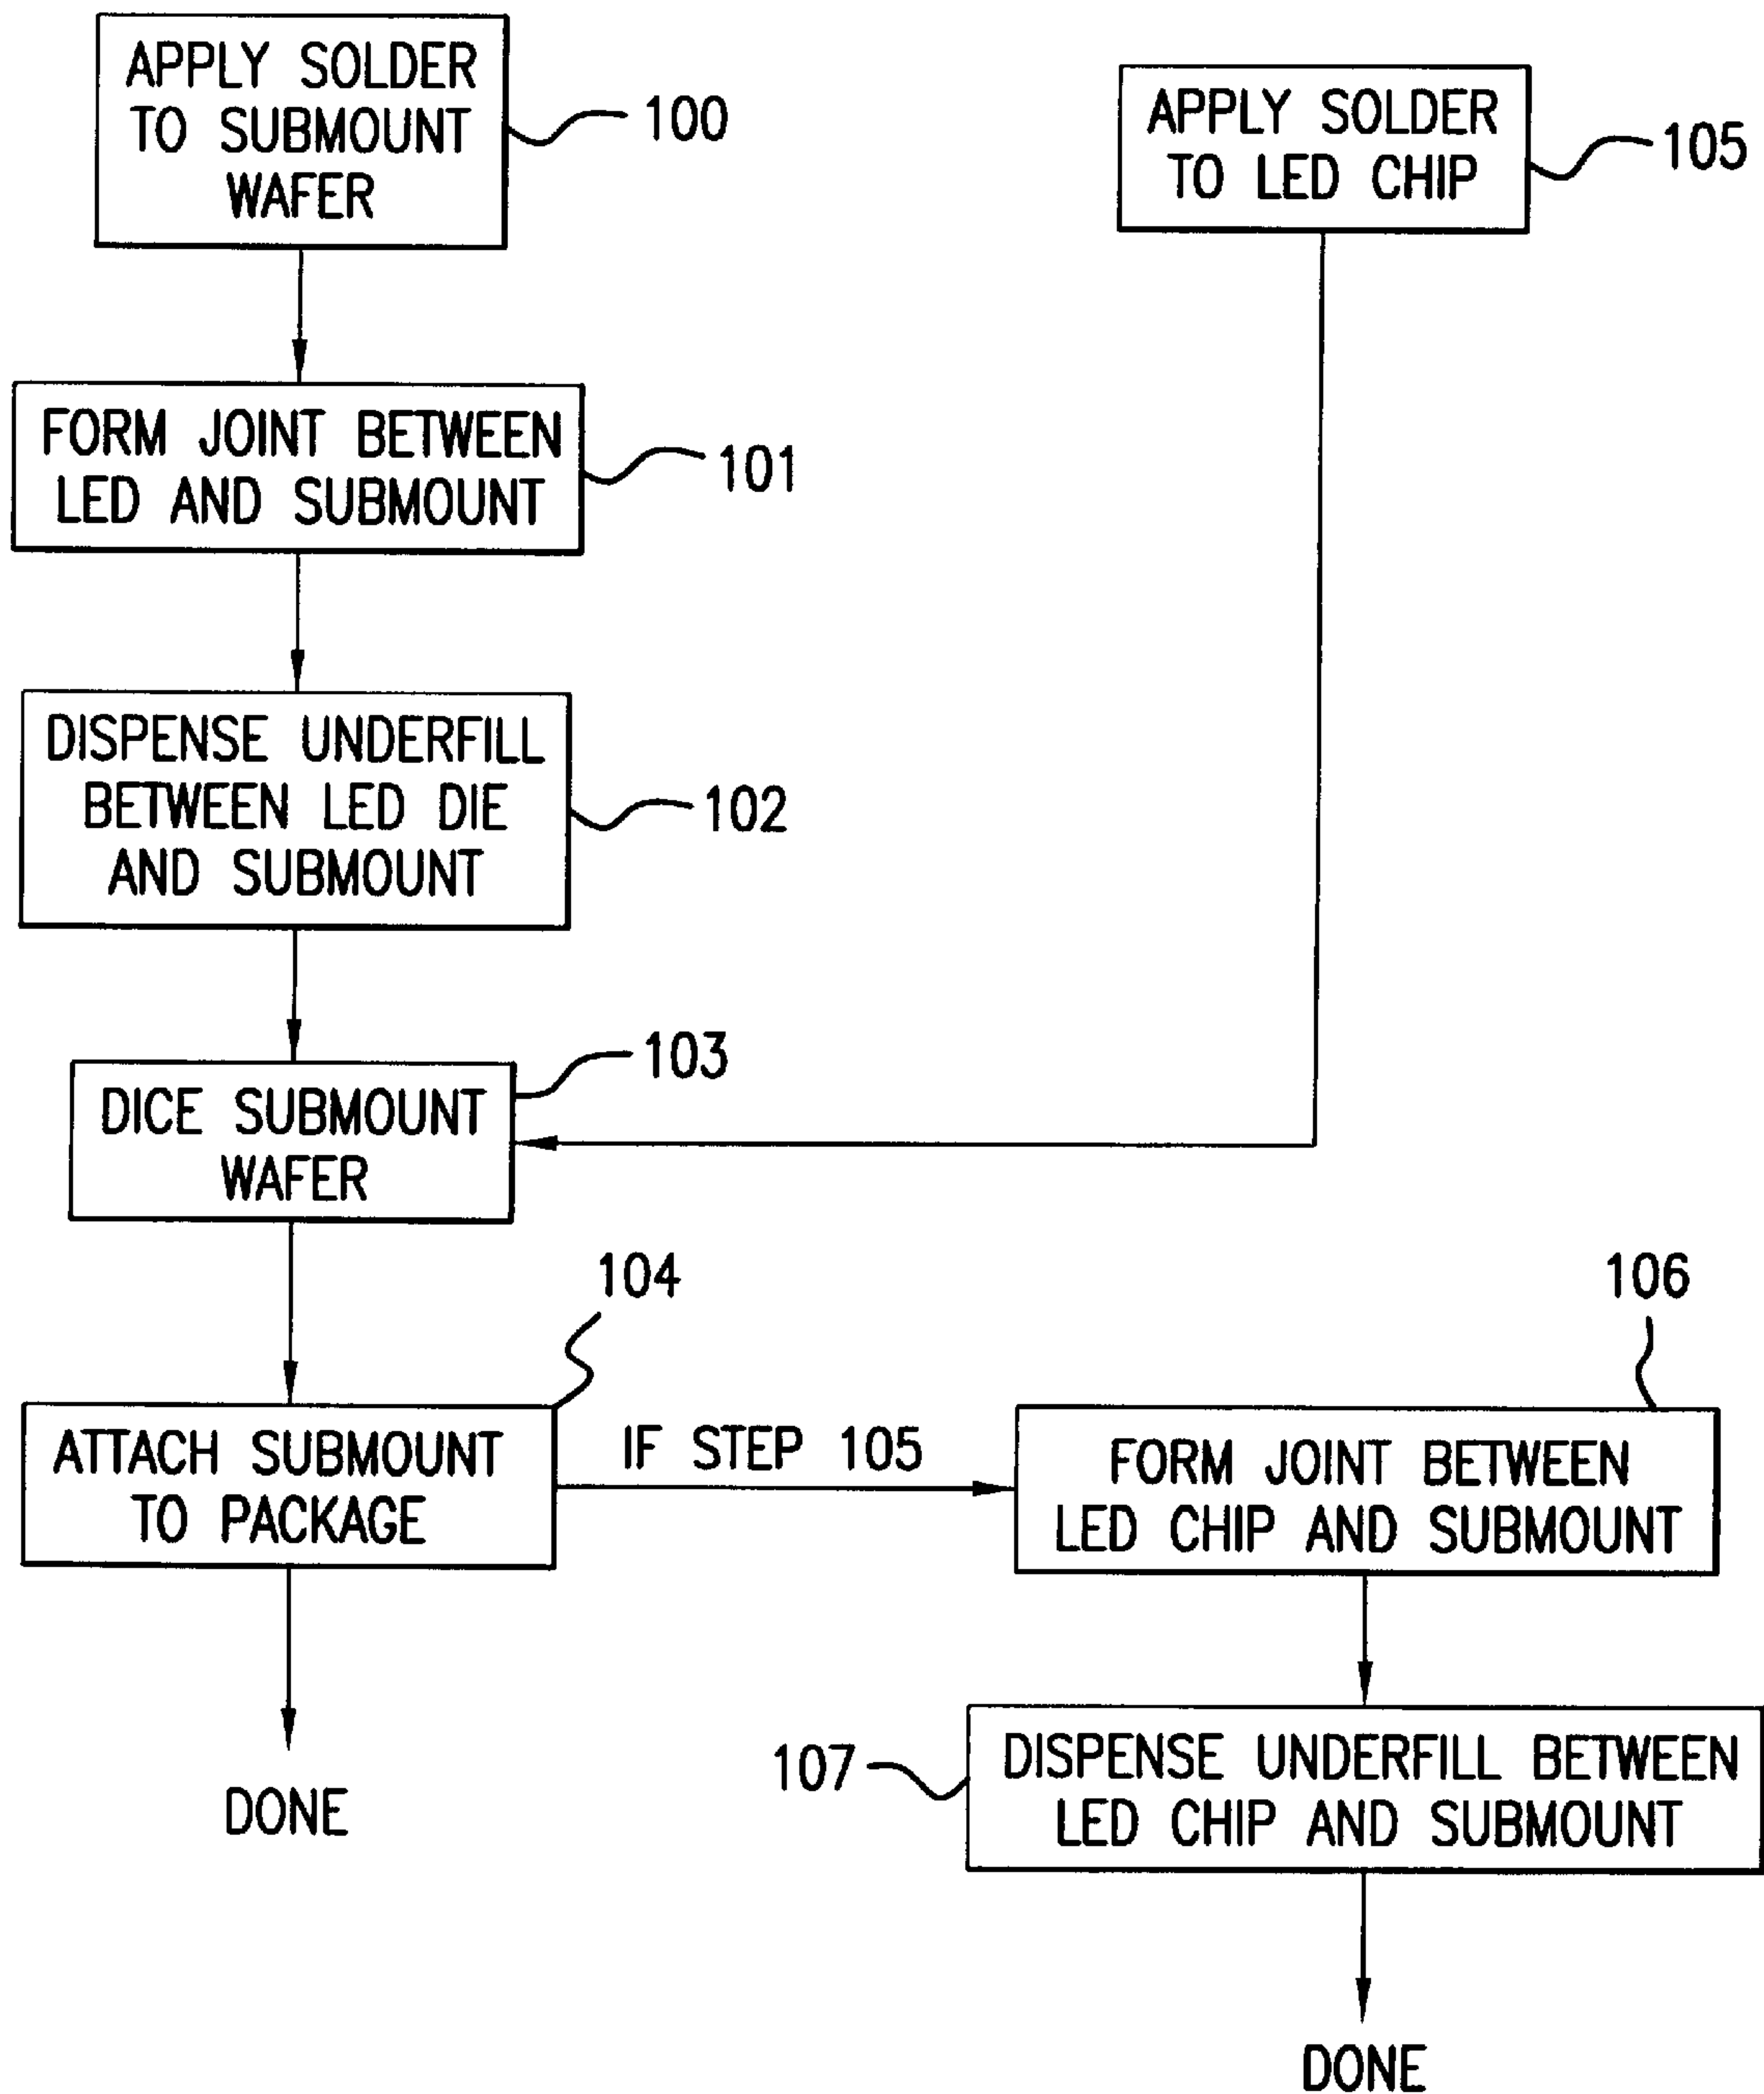 APPLY SOLDER
TO SUBMOUNT
WAFER
100
APPLY SOLDER
TO LED CHIP
105
FORM JOINT BETWEEN
LED AND SUBMOUNT
101
DISPENSE UNDERFILL
BETWEEN LED DIE
AND SUBMOUNT
102
DICE SUBMOUNT
WAFER
103
ATTACH SUBMOUNT
TO PACKAGE
104
IF STEP 105
FORM JOINT BETWEEN
LED CHIP AND SUBMOUNT
106
DISPENSE UNDERFILL BETWEEN
LED CHIP AND SUBMOUNT
107
DONE
DONE